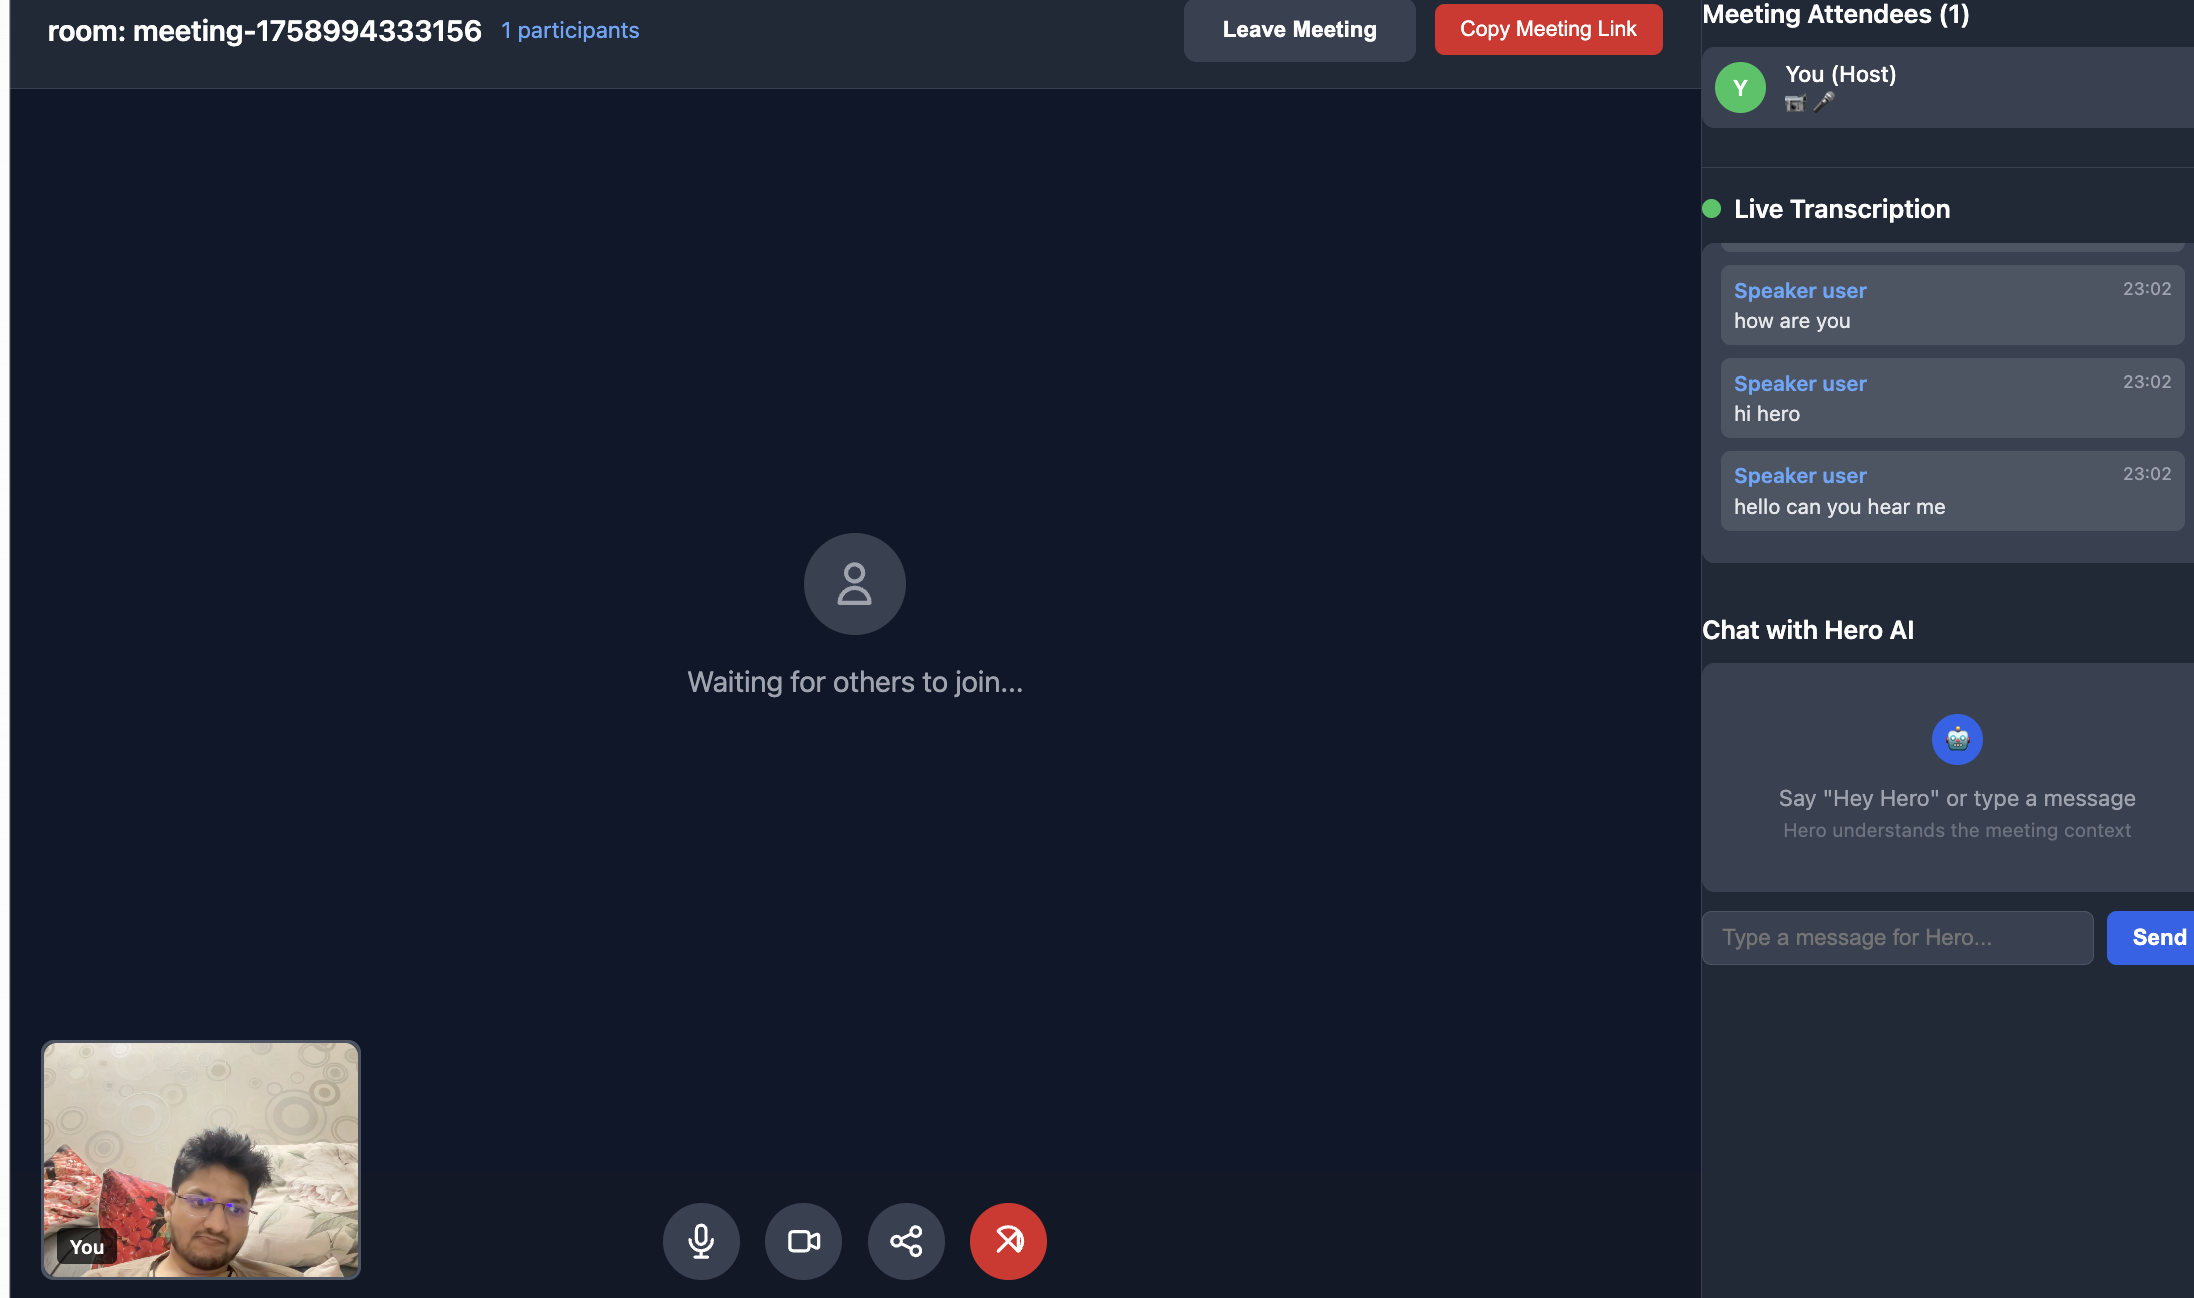 room: meeting-1758994333156 1 participants
Leave Meeting
Copy Meeting Link
Waiting for others to join...
You
Meeting Attendees (1)
Y
You (Host)
Live Transcription
Speaker user 23:02
how are you
Speaker user 23:02
hi hero
Speaker user 23:02
hello can you hear me
Chat with Hero AI
Say "Hey Hero" or type a message
Hero understands the meeting context
Type a message for Hero...
Send